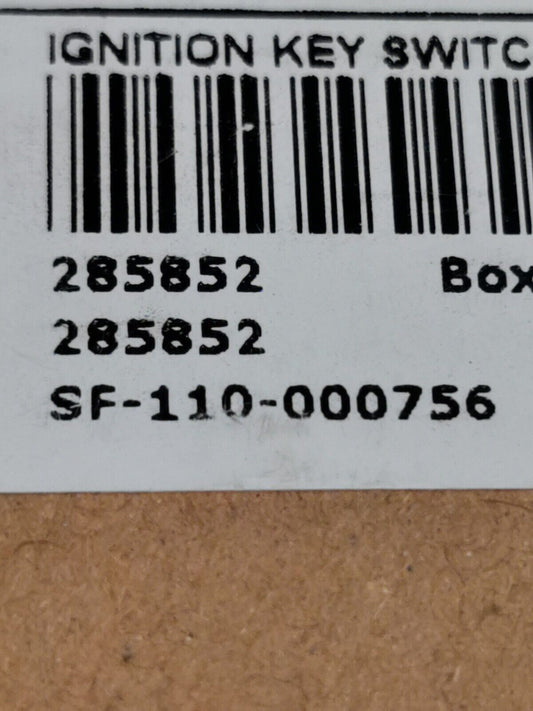 IGNITION KEY SWITC
285852 Box
285852
SF-110-000756